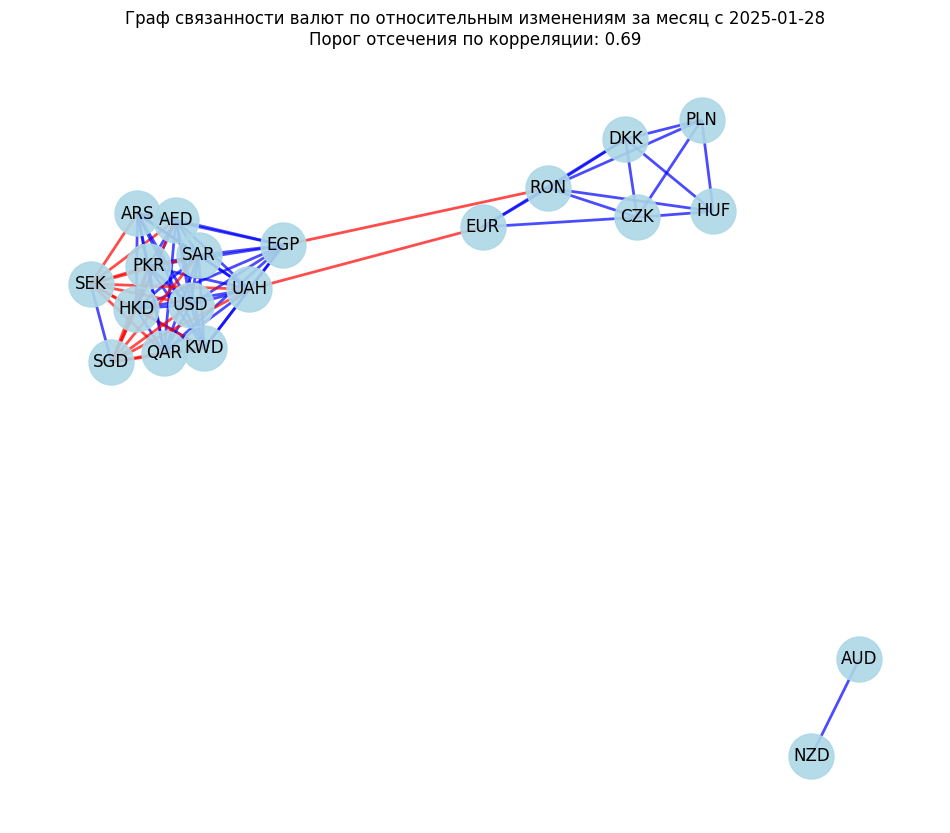 Граф связанности валют по относительным изменениям за месяц с 2025-01-28
Порог отсечения по корреляции: 0.69
PLN
DKK
RON
HUF
CZK
EUR
ARS
AED
EGP
SAR
PKR
SEK
UAH
USD
HKD
KWD
QAR
SGD
AUD
NZD